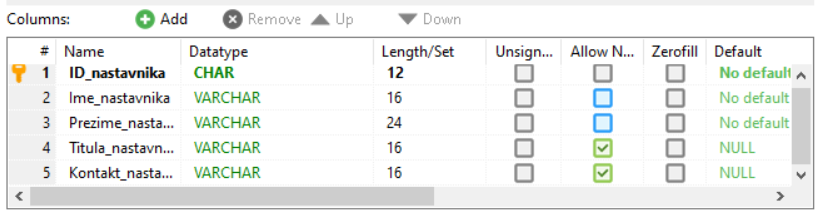 Columns: Add Remove Up Down
# Name Datatype Length/Set Unsign... Allow N... Zerofill Default
1 ID_nastavnika CHAR 12 No default
2 Ime_nastavnika VARCHAR 16 No default
3 Prezime_nasta... VARCHAR 24 No default
4 Titula_nastavn... VARCHAR 16 NULL
5 Kontakt_nasta... VARCHAR 16 NULL